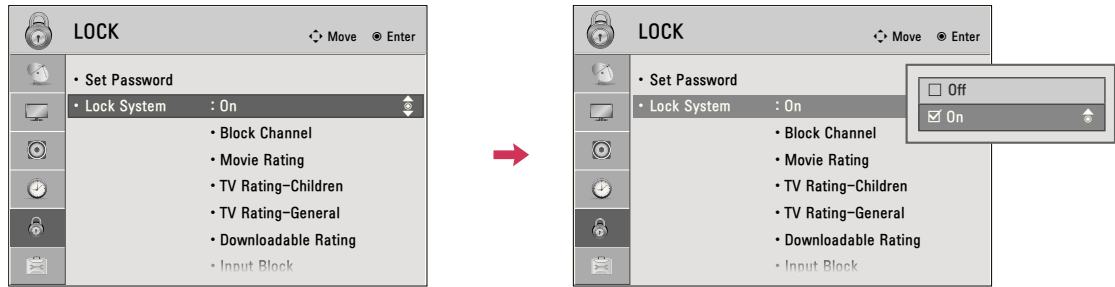 LOCK
Move Enter
• Set Password
• Lock System : On
• Block Channel
• Movie Rating
• TV Rating-Children
• TV Rating-General
• Downloadable Rating
• Input Block
LOCK
Move Enter
• Set Password
• Lock System : On
• Block Channel
• Movie Rating
• TV Rating-Children
• TV Rating-General
• Downloadable Rating
• Input Block
☐ Off
☑ On